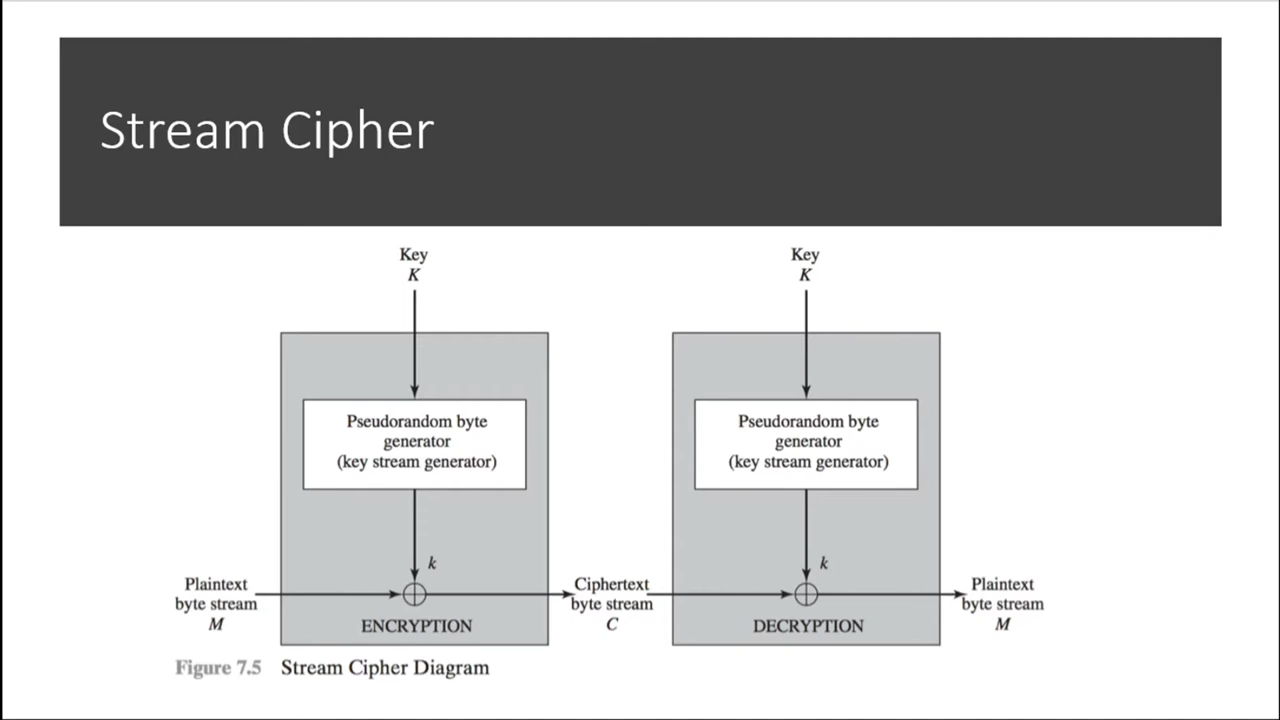 Stream Cipher
Key
K
Key
K
Pseudorandom byte
generator
(key stream generator)
Pseudorandom byte
generator
(key stream generator)
k
k
Plaintext
byte stream
M
ENCRYPTION
Ciphertext
byte stream
C
DECRYPTION
Plaintext
byte stream
M
Figure 7.5 Stream Cipher Diagram